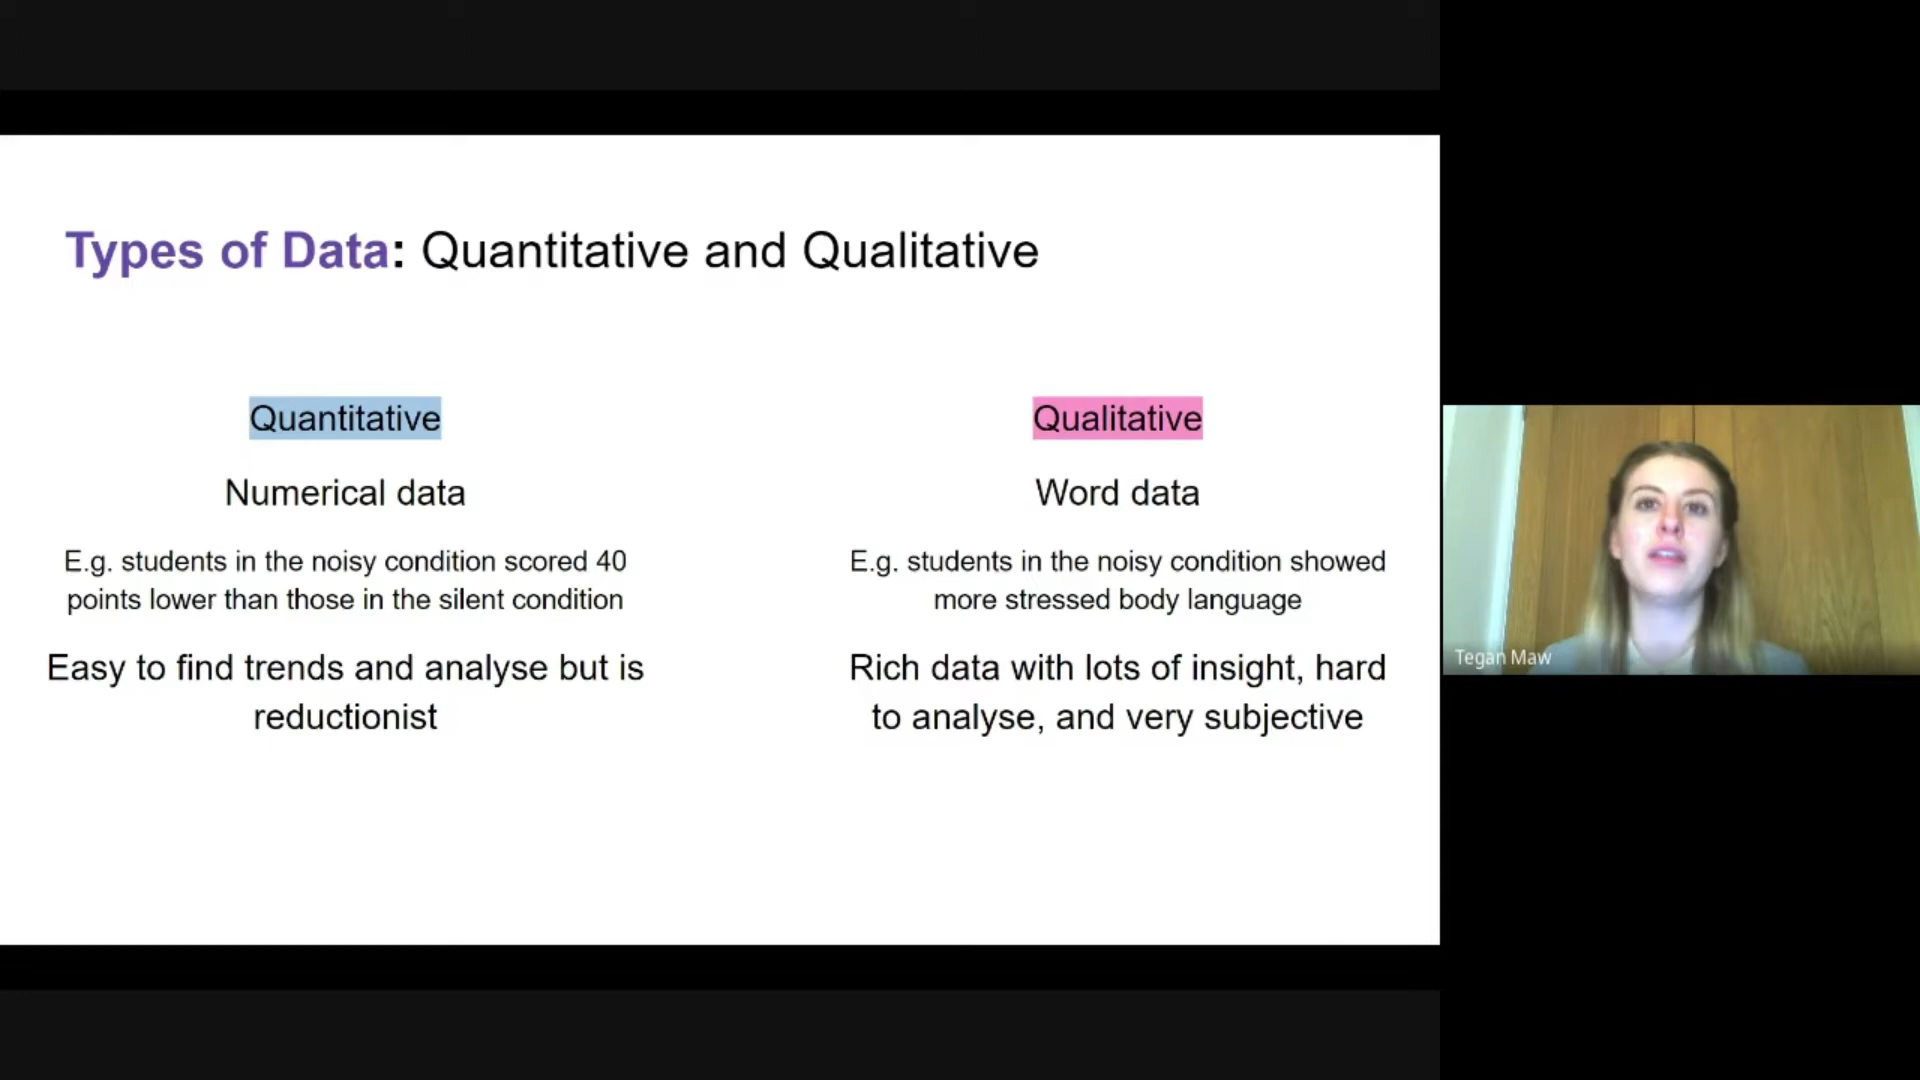 Types of Data: Quantitative and Qualitative
Quantitative
Numerical data
E.g. students in the noisy condition scored 40
points lower than those in the silent condition
Easy to find trends and analyse but is
reductionist
Qualitative
Word data
E.g. students in the noisy condition showed
more stressed body language
Rich data with lots of insight, hard
to analyse, and very subjective
Tegan Maw